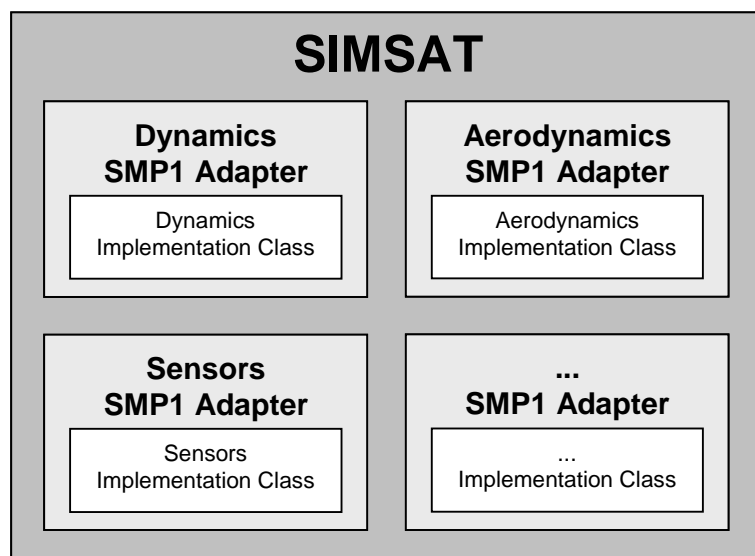 SIMSAT
Dynamics
SMP1 Adapter
Dynamics
Implementation Class
Aerodynamics
SMP1 Adapter
Aerodynamics
Implementation Class
Sensors
SMP1 Adapter
Sensors
Implementation Class
...
SMP1 Adapter
...
Implementation Class